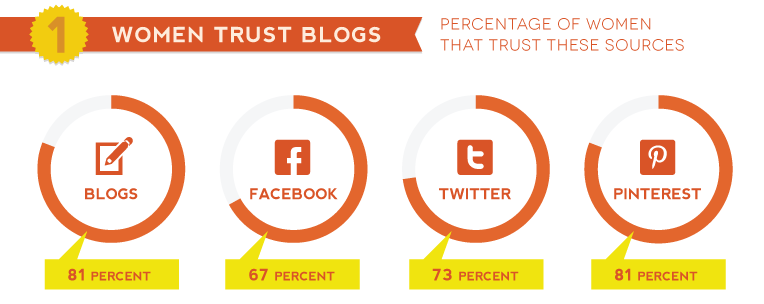 1
WOMEN TRUST BLOGS
PERCENTAGE OF WOMEN
THAT TRUST THESE SOURCES
BLOGS
FACEBOOK
TWITTER
PINTEREST
81 PERCENT
67 PERCENT
73 PERCENT
81 PERCENT